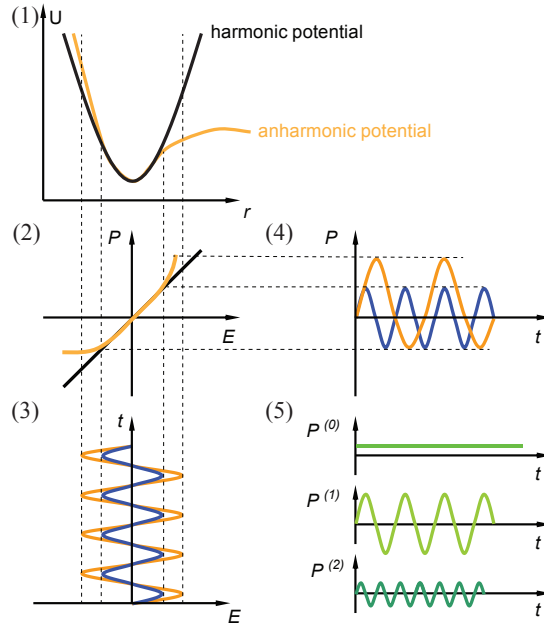 (1)
U
harmonic potential
anharmonic potential
r
(2)
P
E
(4)
P
t
(3)
t
E
(5)
P (0)
t
P (1)
t
P (2)
t